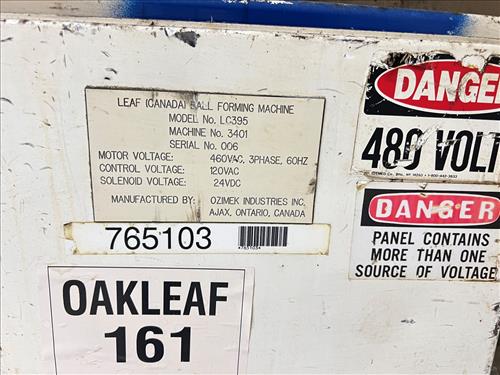 LEAF (CANADA) BALL FORMING MACHINE
MODEL No. LC395
MACHINE No. 3401
SERIAL No. 006
MOTOR VOLTAGE: 460VAC, 3PHASE, 60HZ
CONTROL VOLTAGE: 120VAC
SOLENOID VOLTAGE: 24VDC
MANUFACTURED BY: OZIMEK INDUSTRIES INC.
AJAX, ONTARIO, CANADA
765103
*765103*
OAKLEAF
161
DANGER
480 VOLT
DANGER
PANEL CONTAINS
MORE THAN ONE
SOURCE OF VOLTAGE